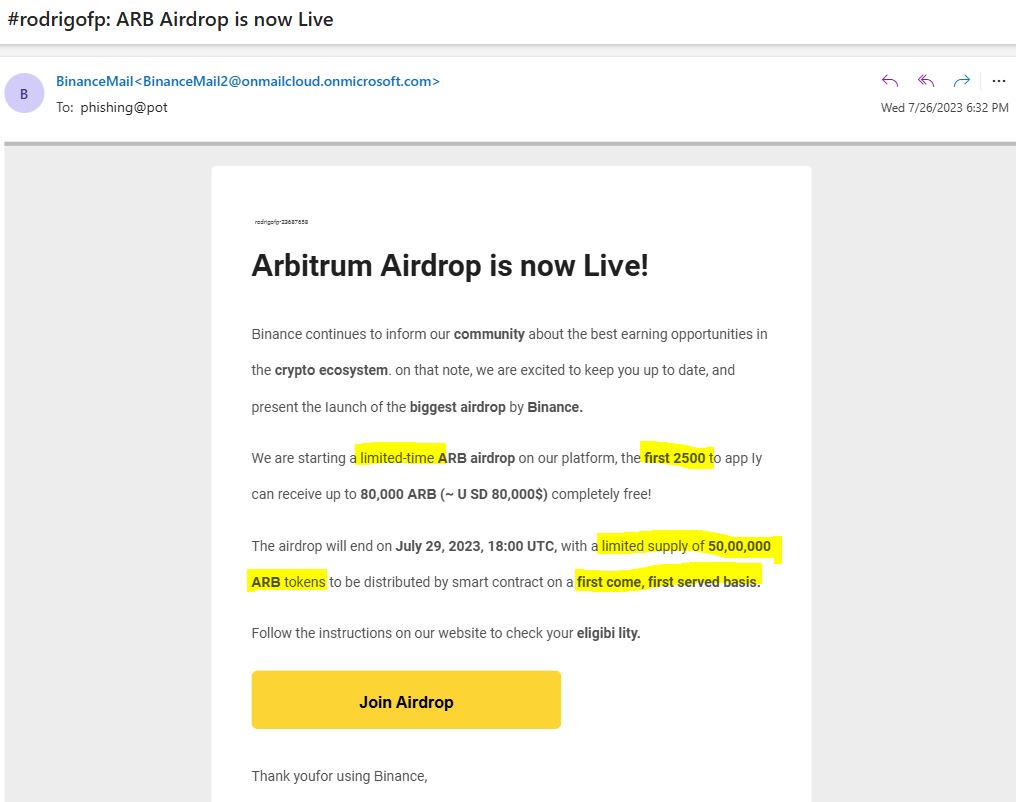 #rodrigofp: ARB Airdrop is now Live
B
BinanceMail<BinanceMail2@onmailcloud.onmicrosoft.com>
To: phishing@pot
Wed 7/26/2023 6:32 PM
rodrigofp-23687658
Arbitrum Airdrop is now Live!
Binance continues to inform our community about the best earning opportunities in
the crypto ecosystem. on that note, we are excited to keep you up to date, and
present the launch of the biggest airdrop by Binance.
We are starting a limited-time ARB airdrop on our platform, the first 2500 to app ly
can receive up to 80,000 ARB (~ U SD 80,000$) completely free!
The airdrop will end on July 29, 2023, 18:00 UTC, with a limited supply of 50,00,000
ARB tokens to be distributed by smart contract on a first come, first served basis.
Follow the instructions on our website to check your eligibi lity.
Join Airdrop
Thank youfor using Binance,